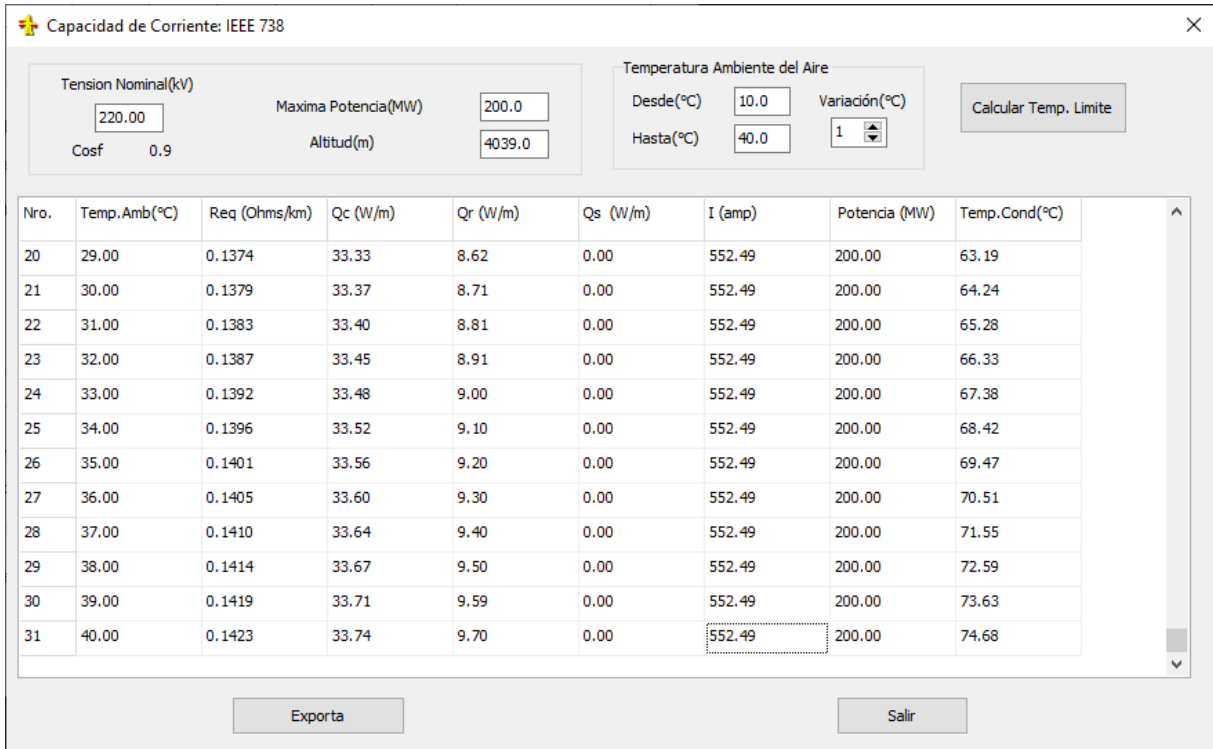 Capacidad de Corriente: IEEE 738
Tension Nominal(kV)
220.00
Cosf 0.9
Maxima Potencia(MW) 200.0
Altitud(m) 4039.0
Temperatura Ambiente del Aire
Desde(ºC) 10.0 Variación(ºC)
Hasta(ºC) 40.0 1
Calcular Temp. Limite
Nro. Temp.Amb(ºC) Req (Ohms/km) Qc (W/m) Qr (W/m) Qs (W/m) I (amp) Potencia (MW) Temp.Cond(ºC)
20 29.00 0.1374 33.33 8.62 0.00 552.49 200.00 63.19
21 30.00 0.1379 33.37 8.71 0.00 552.49 200.00 64.24
22 31.00 0.1383 33.40 8.81 0.00 552.49 200.00 65.28
23 32.00 0.1387 33.45 8.91 0.00 552.49 200.00 66.33
24 33.00 0.1392 33.48 9.00 0.00 552.49 200.00 67.38
25 34.00 0.1396 33.52 9.10 0.00 552.49 200.00 68.42
26 35.00 0.1401 33.56 9.20 0.00 552.49 200.00 69.47
27 36.00 0.1405 33.60 9.30 0.00 552.49 200.00 70.51
28 37.00 0.1410 33.64 9.40 0.00 552.49 200.00 71.55
29 38.00 0.1414 33.67 9.50 0.00 552.49 200.00 72.59
30 39.00 0.1419 33.71 9.59 0.00 552.49 200.00 73.63
31 40.00 0.1423 33.74 9.70 0.00 552.49 200.00 74.68
Exporta Salir